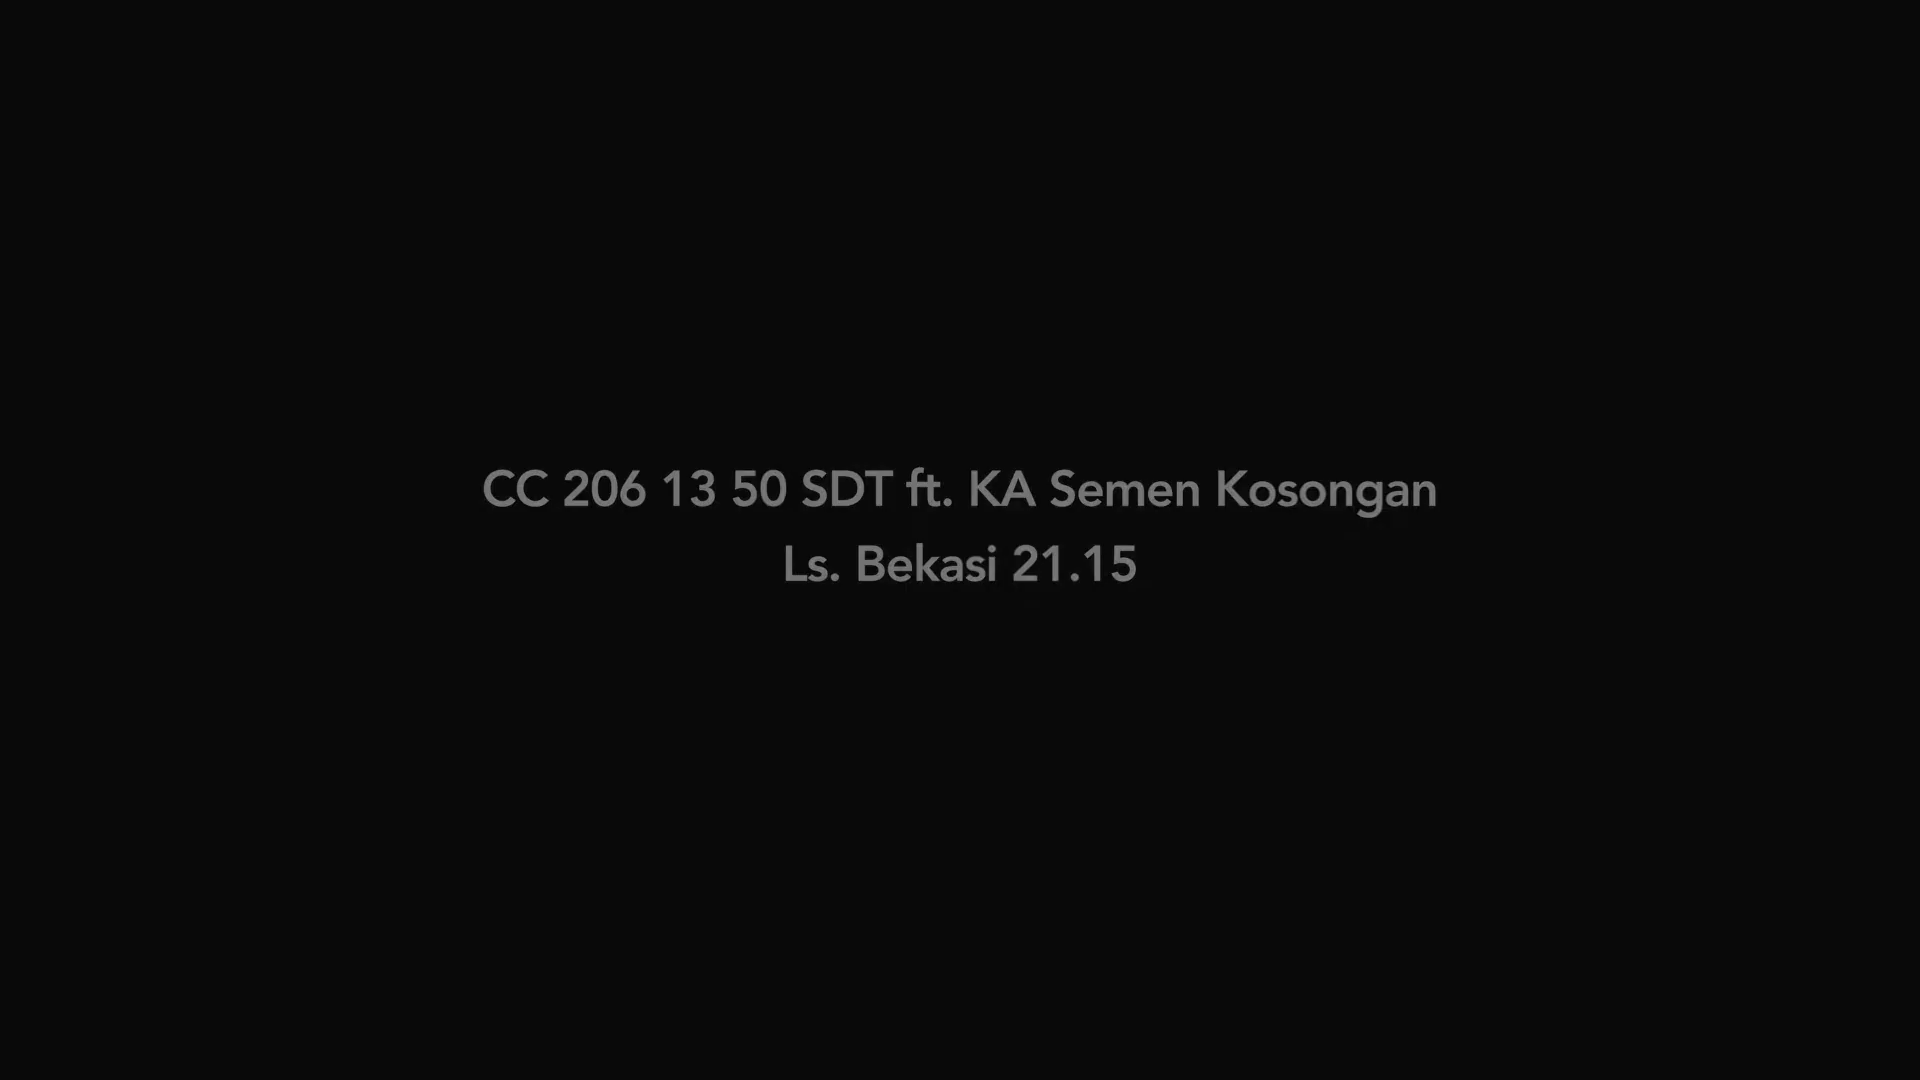 CC 206 13 50 SDT ft. KA Semen Kosongan
Ls. Bekasi 21.15